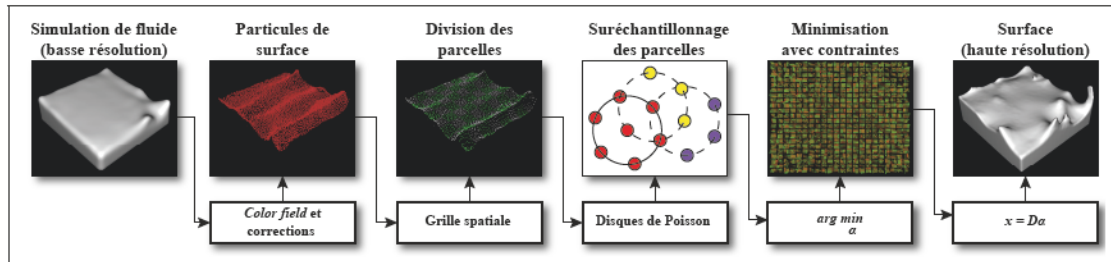 Simulation de fluide
(basse résolution)
Particules de
surface
Division des
parcelles
Suréchantillonnage
des parcelles
Minimisation
avec contraintes
Surface
(haute résolution)
Color field et
corrections
Grille spatiale
Disques de Poisson
arg min
α
x = Dα